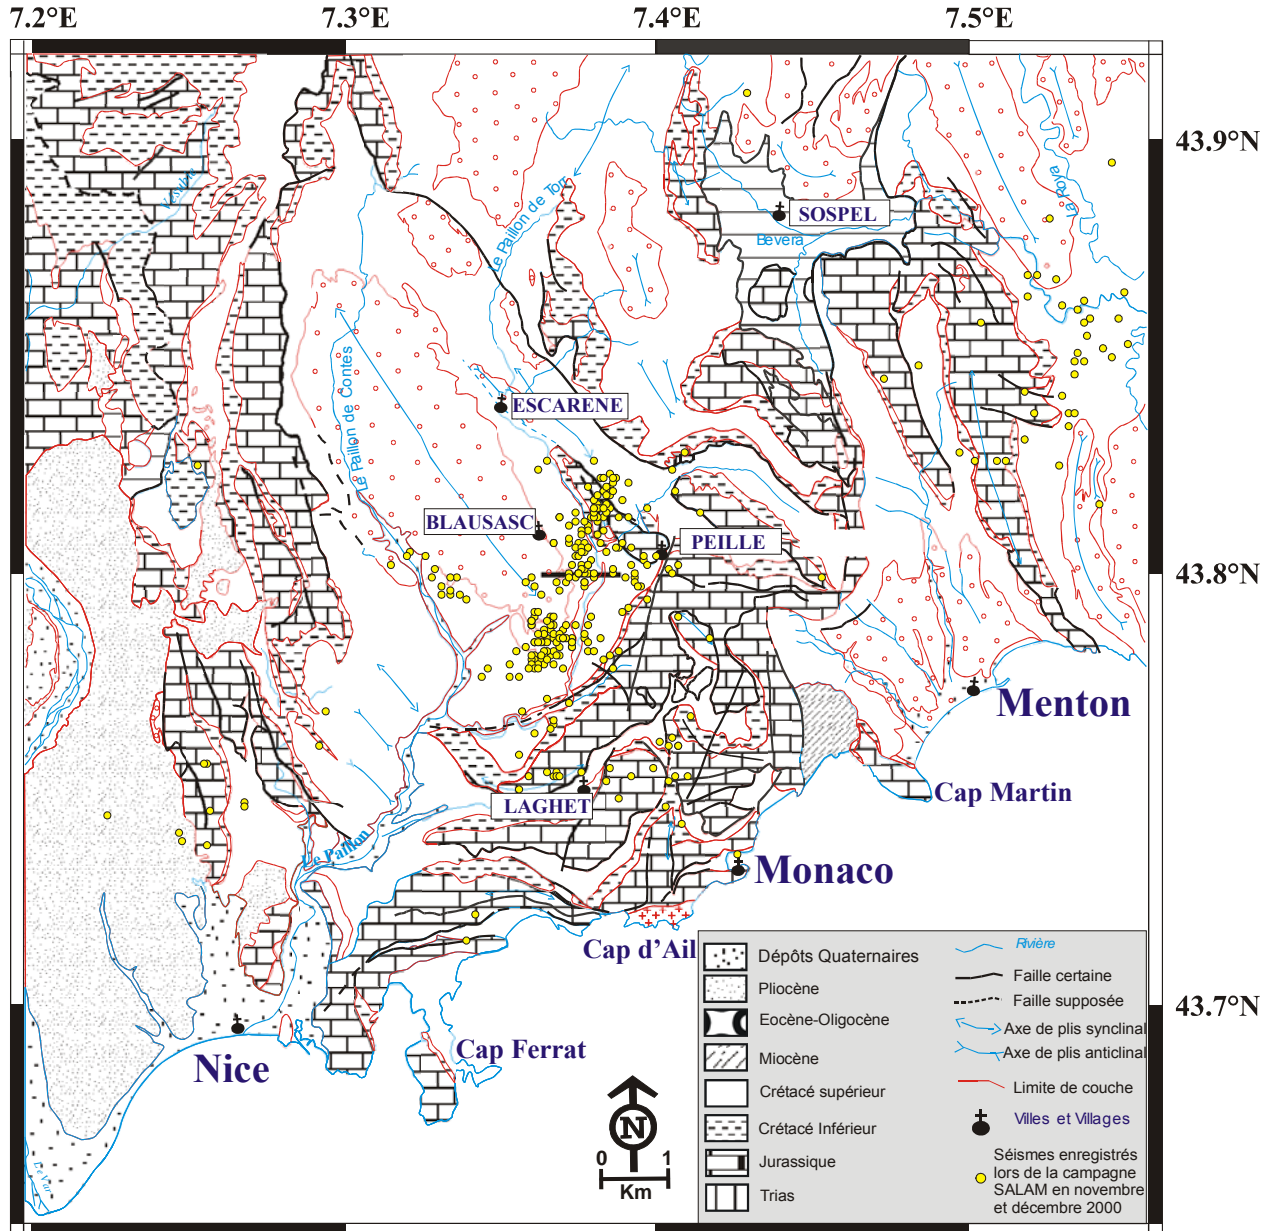 7.2°E
7.3°E
7.4°E
7.5°E
43.9°N
43.8°N
43.7°N
Vésubie
Le Paillon de Torr
La Roya
SOSPEL
Bévera
Le Paillon de Contes
ESCARENE
BLAUSASC
PEILLE
Menton
Cap Martin
LAGHET
Le Paillon
Monaco
Cap d'Ail
Nice
Cap Ferrat
Le Var
N
0 1
Km
Dépôts Quaternaires
Pliocène
Eocène-Oligocène
Miocène
Crétacé supérieur
Crétacé Inférieur
Jurassique
Trias
Rivière
Faille certaine
Faille supposée
Axe de plis synclinal
Axe de plis anticlinal
Limite de couche
Villes et Villages
Séismes enregistrés
lors de la campagne
SALAM en novembre
et décembre 2000